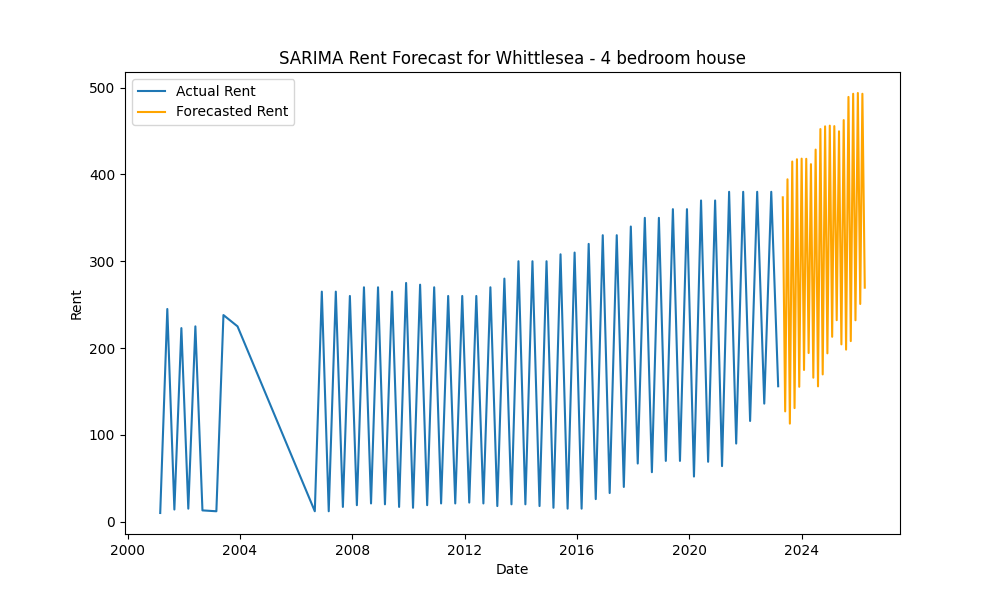 SARIMA Rent Forecast for Whittlesea - 4 bedroom house
Actual Rent
Forecasted Rent
500
400
300
200
100
0
Rent
2000 2004 2008 2012 2016 2020 2024
Date